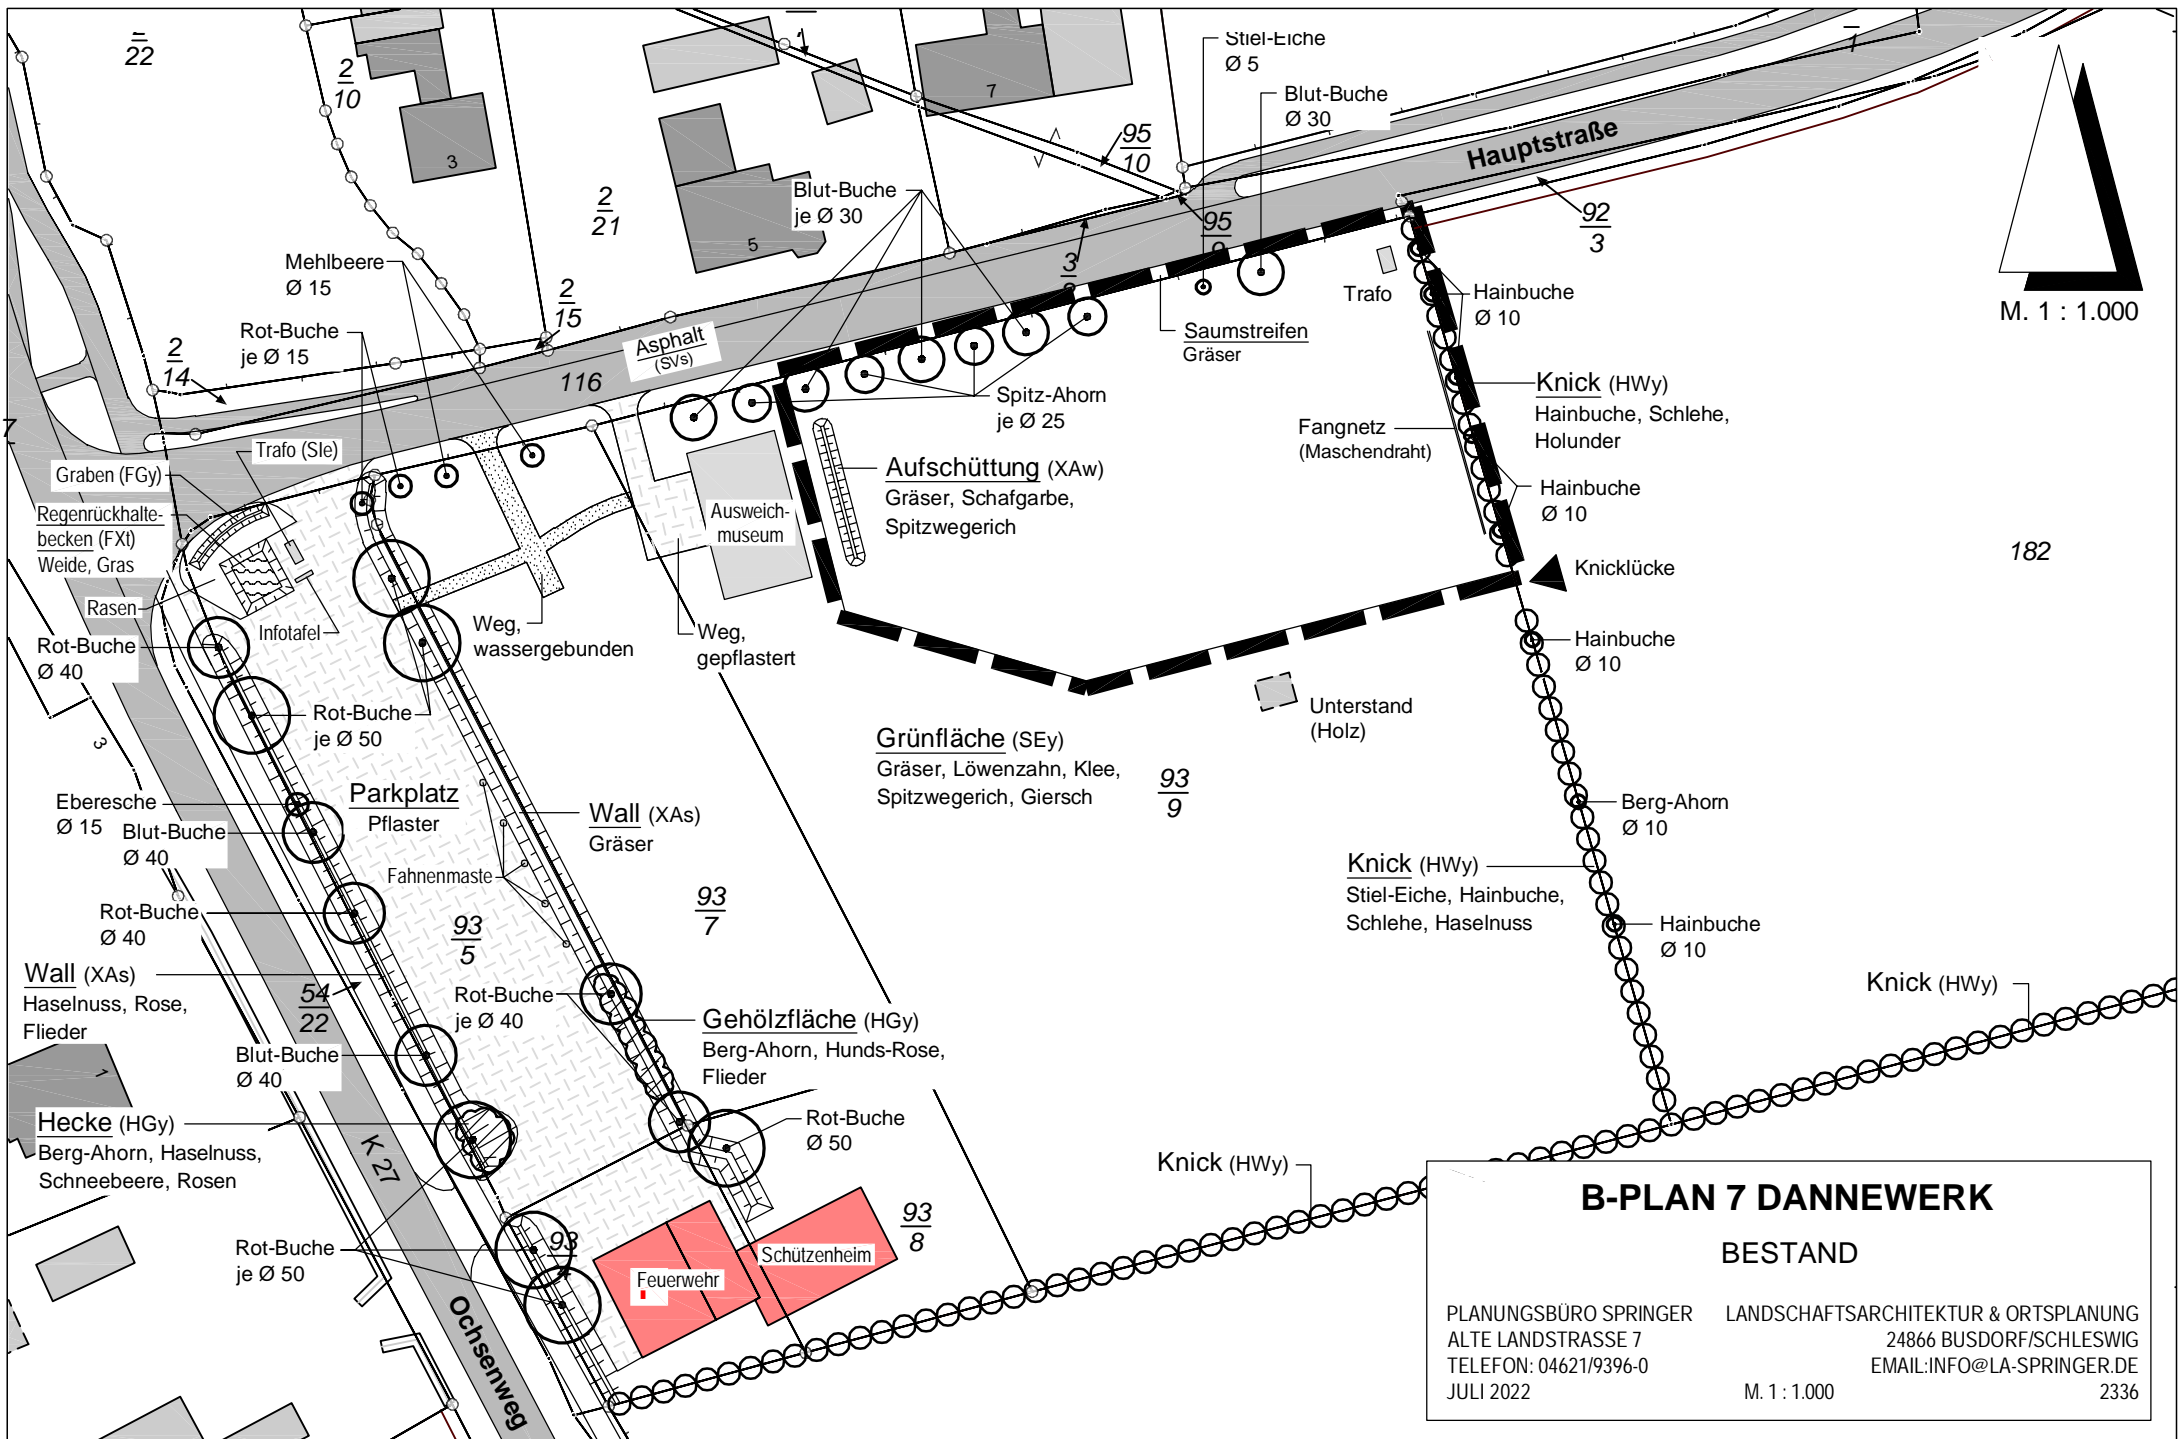 22
2
10
3
2
21
5
7
95
10
Stiel-Eiche
Ø 5
Blut-Buche
Ø 30
Hauptstraße
1
92
3
M. 1 : 1.000
Blut-Buche
je Ø 30
95
3
Mehlbeere
Ø 15
2
15
Rot-Buche
je Ø 15
2
14
Asphalt
(SVs)
116
Trafo
Hainbuche
Ø 10
Saumstreifen
Gräser
Spitz-Ahorn
je Ø 25
Knick (HWy)
Hainbuche, Schlehe,
Holunder
Fangnetz
(Maschendraht)
7
Trafo (SIe)
Graben (FGy)
Regenrückhalte-
becken (FXt)
Weide, Gras
Rasen
Infotafel
Aufschüttung (XAw)
Gräser, Schafgarbe,
Spitzwegerich
Ausweich-
museum
Hainbuche
Ø 10
182
Knicklücke
Rot-Buche
Ø 40
Weg,
wassergebunden
Weg,
gepflastert
Hainbuche
Ø 10
Rot-Buche
je Ø 50
Unterstand
(Holz)
3
Grünfläche (SEy)
Gräser, Löwenzahn, Klee,
Spitzwegerich, Giersch
93
9
Eberesche
Ø 15
Blut-Buche
Ø 40
Parkplatz
Pflaster
Wall (XAs)
Gräser
Berg-Ahorn
Ø 10
Fahnenmaste
Knick (HWy)
Stiel-Eiche, Hainbuche,
Schlehe, Haselnuss
Rot-Buche
Ø 40
93
5
93
7
Hainbuche
Ø 10
Wall (XAs)
Haselnuss, Rose,
Flieder
54
22
Rot-Buche
je Ø 40
Knick (HWy)
Gehölzfläche (HGy)
Berg-Ahorn, Hunds-Rose,
Flieder
Blut-Buche
Ø 40
1
Hecke (HGy)
Berg-Ahorn, Haselnuss,
Schneebeere, Rosen
K 27
Rot-Buche
Ø 50
Knick (HWy)
Rot-Buche
je Ø 50
93
93
8
Feuerwehr
Schützenheim
Ochsenweg
B-PLAN 7 DANNEWERK
BESTAND
PLANUNGSBÜRO SPRINGER LANDSCHAFTSARCHITEKTUR & ORTSPLANUNG
ALTE LANDSTRASSE 7 24866 BUSDORF/SCHLESWIG
TELEFON: 04621/9396-0 EMAIL:INFO@LA-SPRINGER.DE
JULI 2022 M. 1 : 1.000 2336